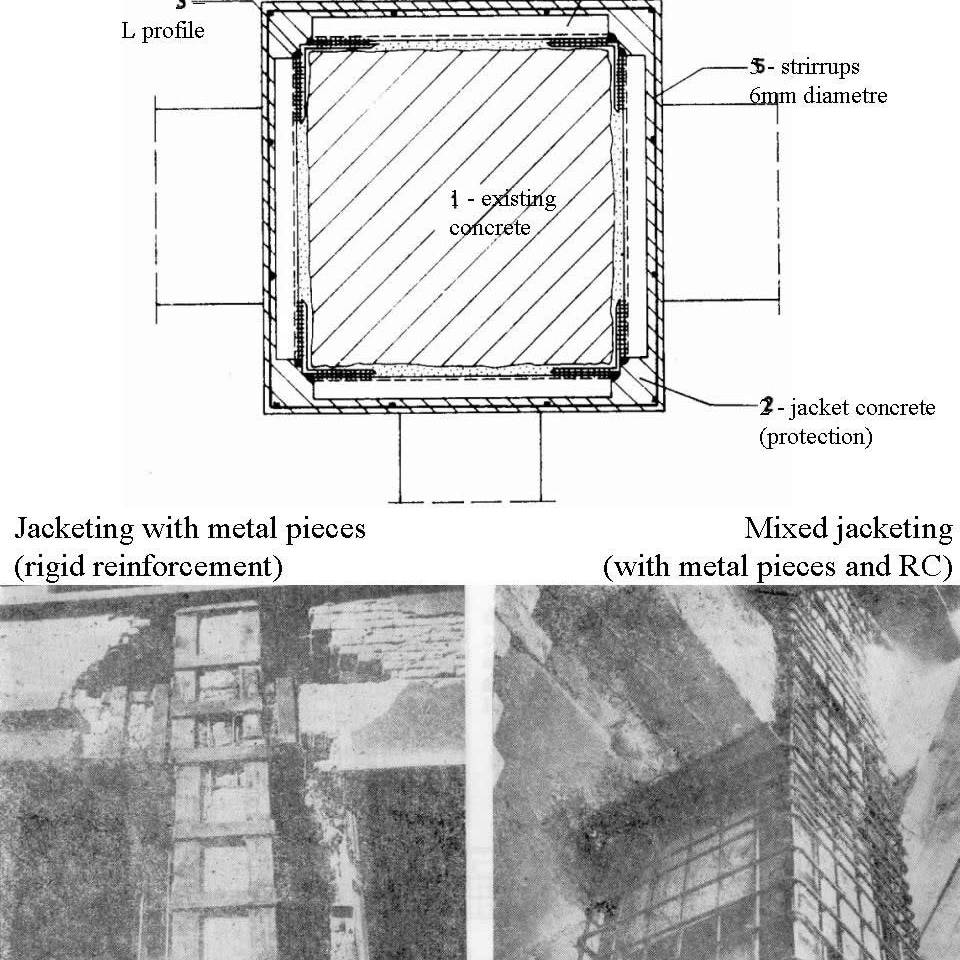 3
L profile
5 - strirrups
6mm diametre
1 - existing
concrete
2 - jacket concrete
(protection)
Jacketing with metal pieces
(rigid reinforcement)
Mixed jacketing
(with metal pieces and RC)